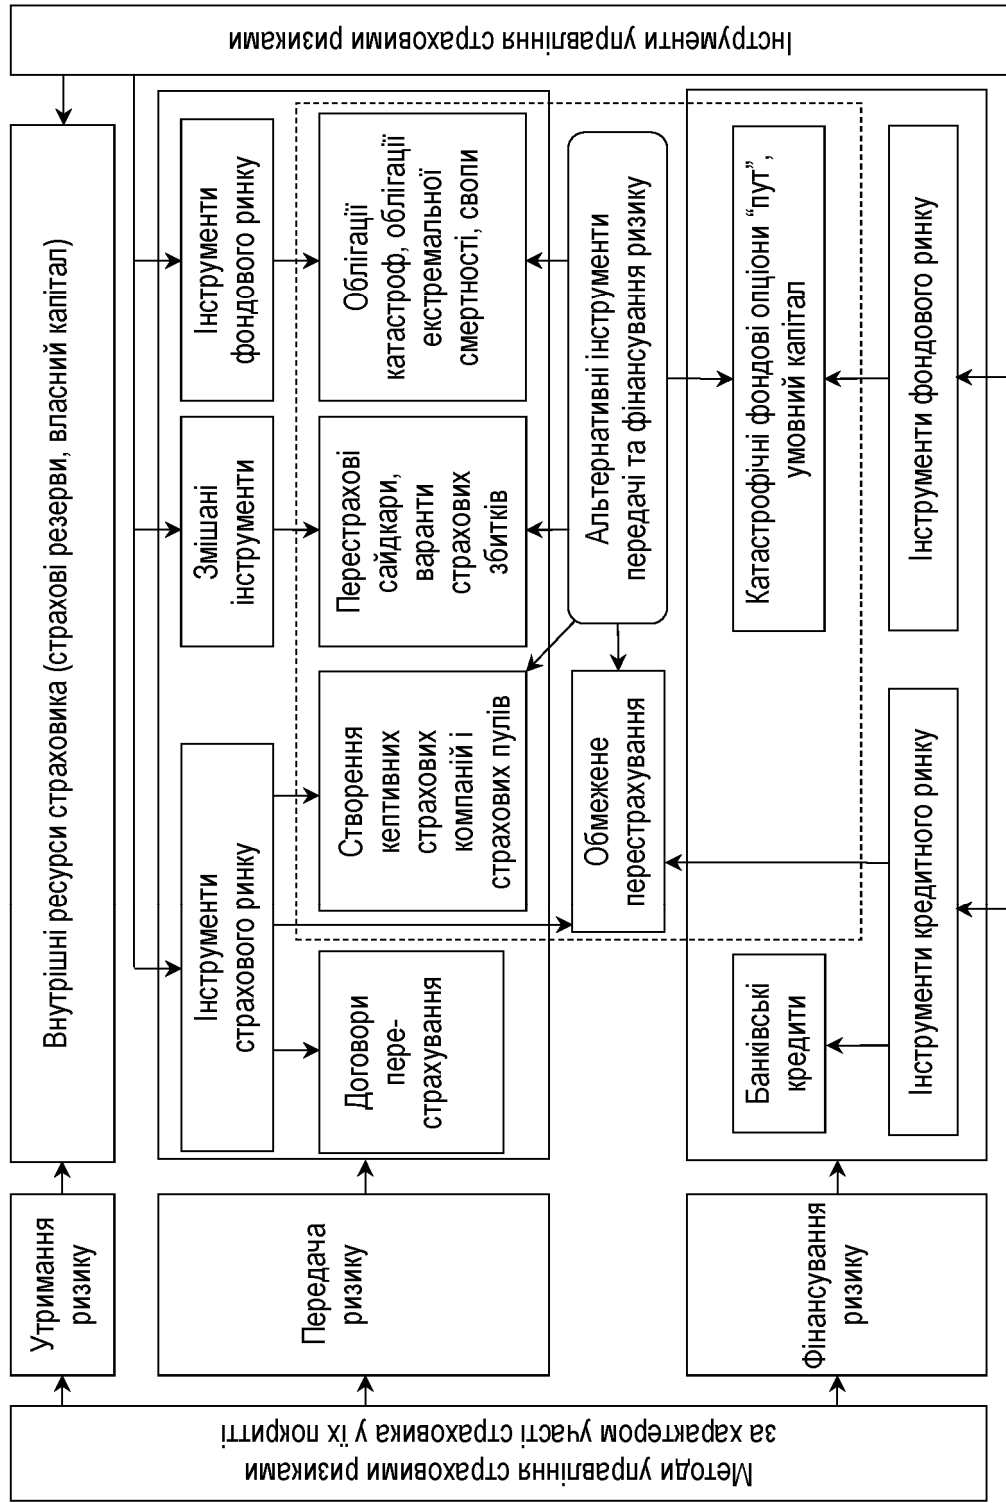 Методи управління страховими ризиками
за характером участі страховика у їх покритті
Утримання
ризику
Внутрішні ресурси страховика (страхові резерви, власний капітал)
Передача
ризику
Інструменти
страхового ринку
Змішані
інструменти
Інструменти
фондового ринку
Договори
пере-
страхування
Створення
кептивних
страхових
компаній і
страхових пулів
Перестрахові
сайдкари,
варанти
страхових
збитків
Облігації
катастроф, облігації
екстремальної
смертності, свопи
Обмежене
перестрахування
Альтернативні інструменти
передачі та фінансування ризику
Фінансування
ризику
Банківські
кредити
Катастрофічні фондові опціони “пут”,
умовний капітал
Інструменти кредитного ринку
Інструменти фондового ринку
Інструменти управління страховими ризиками